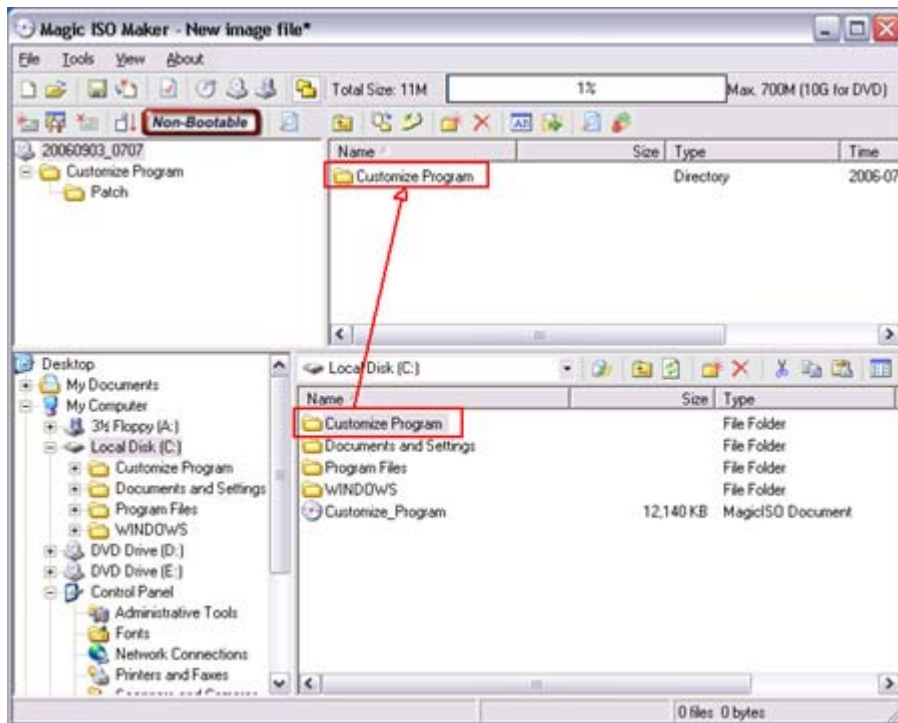 Magic ISO Maker - New image file*
File Tools View About
Total Size: 11M 1% Max. 700M (10G for DVD)
Non-Bootable
20060903_0707
Customize Program
Patch
Name Size Type Time
Customize Program Directory 2006-07
Desktop
My Documents
My Computer
3½ Floppy (A:)
Local Disk (C:)
Customize Program
Documents and Settings
Program Files
WINDOWS
DVD Drive (D:)
DVD Drive (E:)
Control Panel
Administrative Tools
Fonts
Network Connections
Printers and Faxes
Local Disk (C:)
Name Size Type
Customize Program File Folder
Documents and Settings File Folder
Program Files File Folder
WINDOWS File Folder
Customize_Program 12,140 KB MagicISO Document
0 files 0 bytes